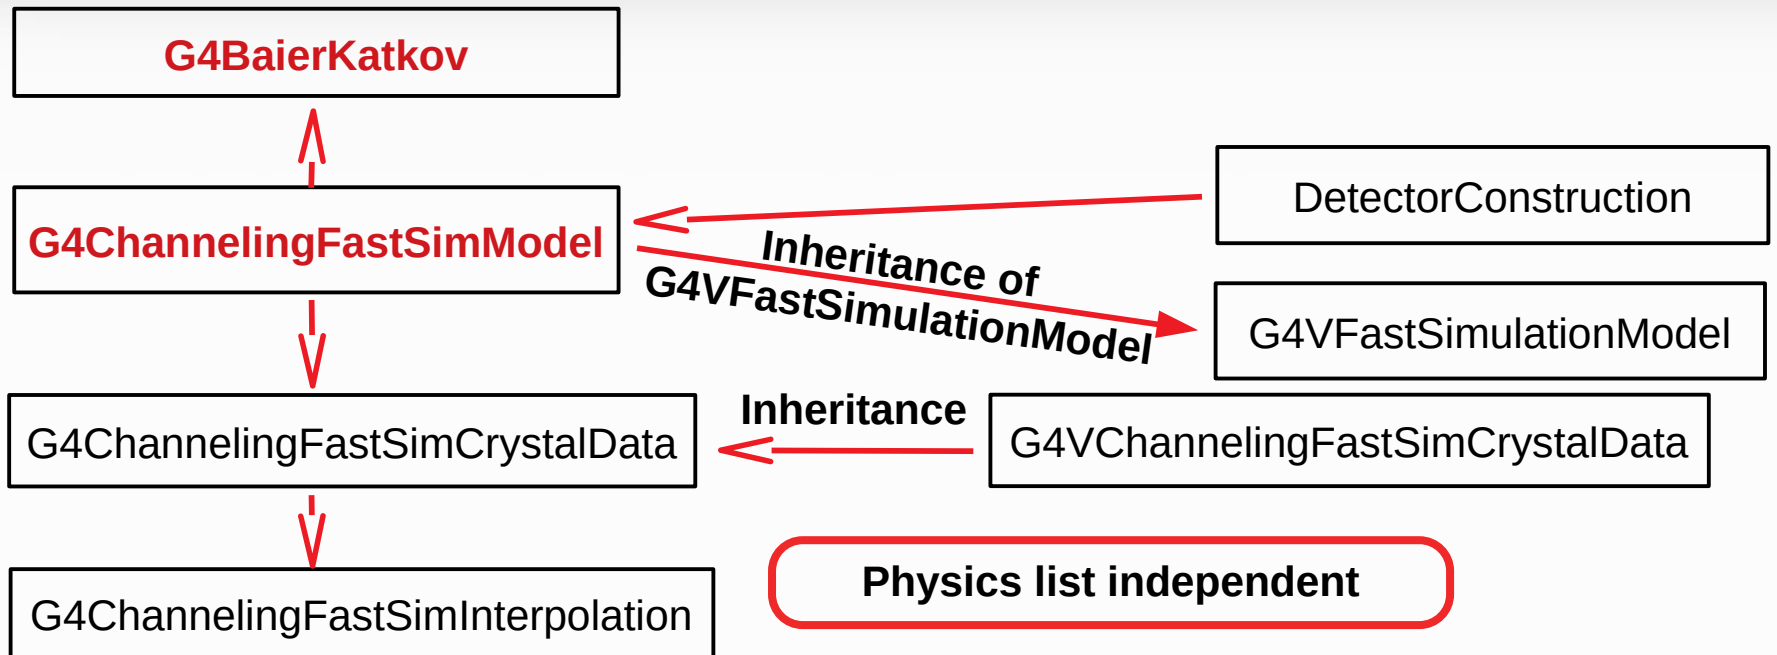 G4BaierKatkov
DetectorConstruction
G4ChannelingFastSimModel
Inheritance of
G4VFastSimulationModel
G4VFastSimulationModel
Inheritance
G4ChannelingFastSimCrystalData
G4VChannelingFastSimCrystalData
Physics list independent
G4ChannelingFastSimInterpolation